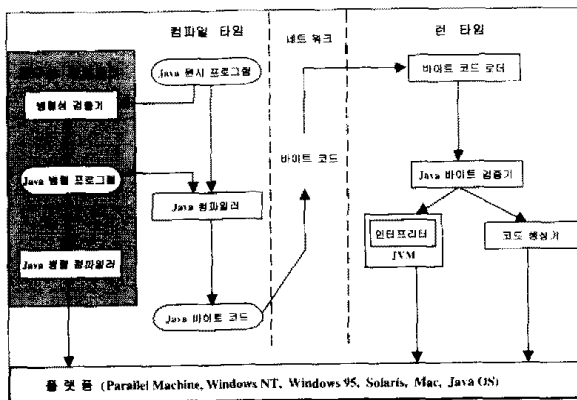 컴파일 타임
네트 워크
런 타임
Java 원시 프로그램
병렬성 검출기
Java 병렬 프로그램
Java 컴파일러
Java 병렬 컴파일러
Java 바이트 코드
바이트 코드
바이트 코드 로더
Java 바이트 검증기
인터프리터
JVM
코드 생성기
플 랫 폼 (Parallel Machine, Windows NT, Windows 95, Solaris, Mac, Java OS)